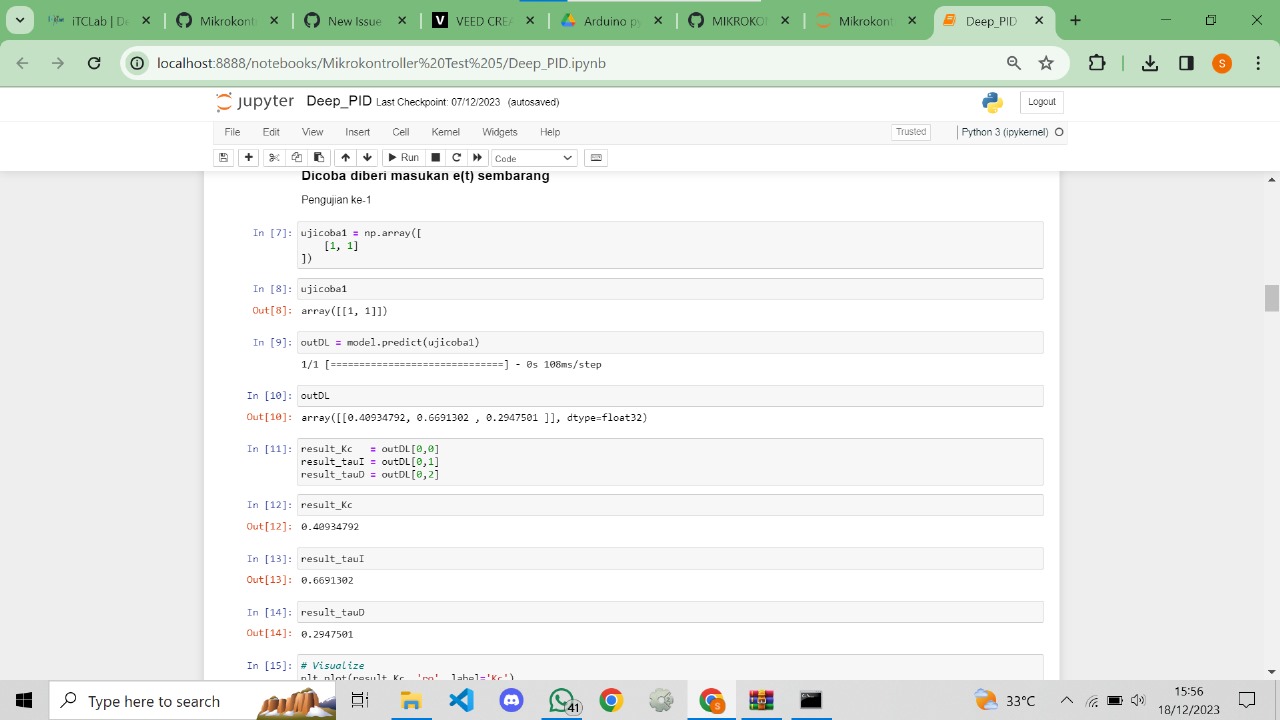 iTCLab | De
Mikrokont
New Issue
VEED CREA
Arduino py
MIKROKO
Mikrokont
Deep_PID
localhost:8888/notebooks/Mikrokontroller%20Test%205/Deep_PID.ipynb
S
jupyter Deep_PID Last Checkpoint: 07/12/2023 (autosaved)
Logout
File Edit View Insert Cell Kernel Widgets Help
Trusted
Python 3 (ipykernel)
Run
Code
Dicoba diberi masukan e(t) sembarang
Pengujian ke-1
In [7]: ujicoba1 = np.array([
[1, 1]
])
In [8]: ujicoba1
Out[8]: array([[1, 1]])
In [9]: outDL = model.predict(ujicoba1)
1/1 [==============================] - 0s 108ms/step
In [10]: outDL
Out[10]: array([[0.40934792, 0.6691302 , 0.2947501 ]], dtype=float32)
In [11]: result_Kc   = outDL[0,0]
result_tauI = outDL[0,1]
result_tauD = outDL[0,2]
In [12]: result_Kc
Out[12]: 0.40934792
In [13]: result_tauI
Out[13]: 0.6691302
In [14]: result_tauD
Out[14]: 0.2947501
In [15]: # Visualize
plt.plot(result_Kc, 'ro', label='Kc')
Type here to search
41
S
33°C
15:56
18/12/2023